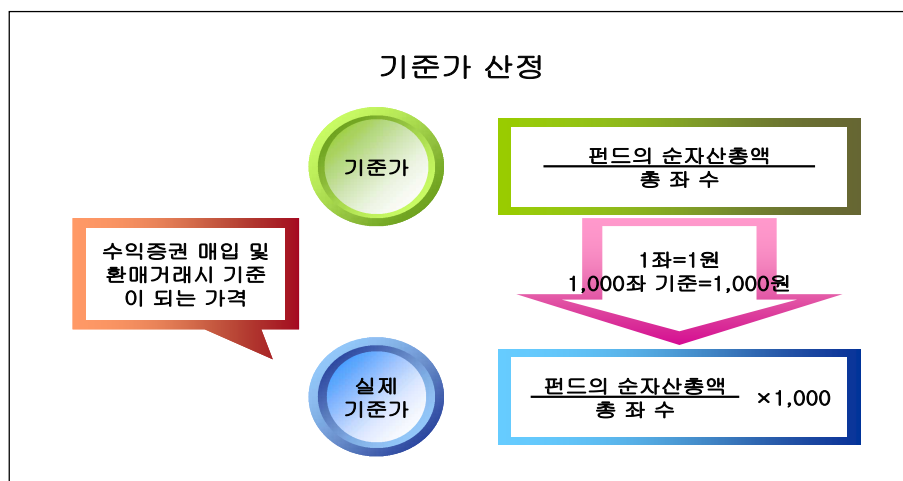 기준가 산정
기준가
펀드의 순자산총액
총 좌 수
수익증권 매입 및
환매거래시 기준
이 되는 가격
1좌=1원
1,000좌 기준=1,000원
실제
기준가
펀드의 순자산총액
총 좌 수
×1,000